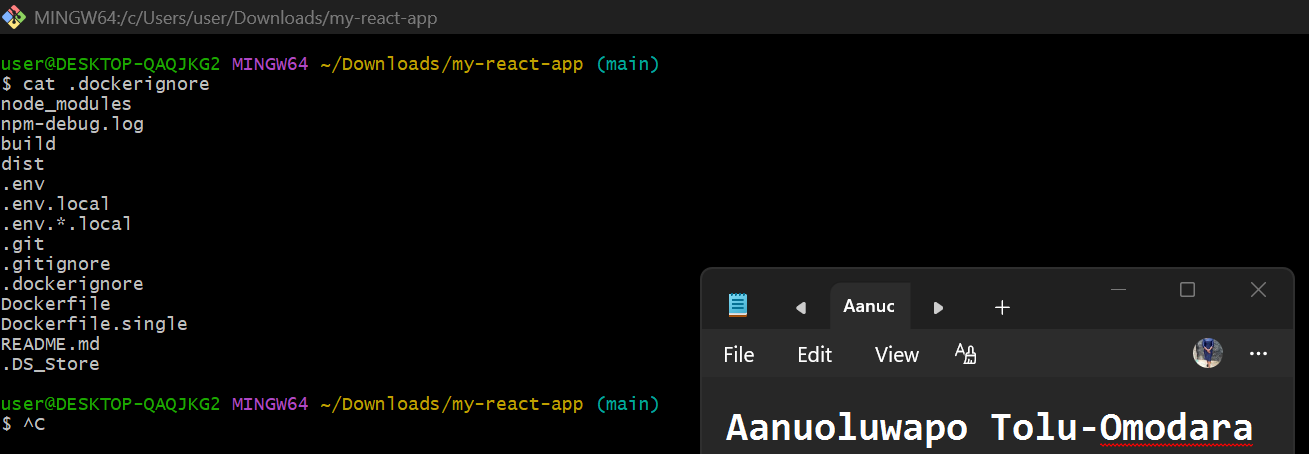 MINGW64:/c/Users/user/Downloads/my-react-app
user@DESKTOP-QAQJKG2 MINGW64 ~/Downloads/my-react-app (main)
$ cat .dockerignore
node_modules
npm-debug.log
build
dist
.env
.env.local
.env.*.local
.git
.gitignore
.dockerignore
Dockerfile
Dockerfile.single
README.md
.DS_Store
user@DESKTOP-QAQJKG2 MINGW64 ~/Downloads/my-react-app (main)
$ ^C
Aanuc
File Edit View
Aanuoluwapo Tolu-Omodara